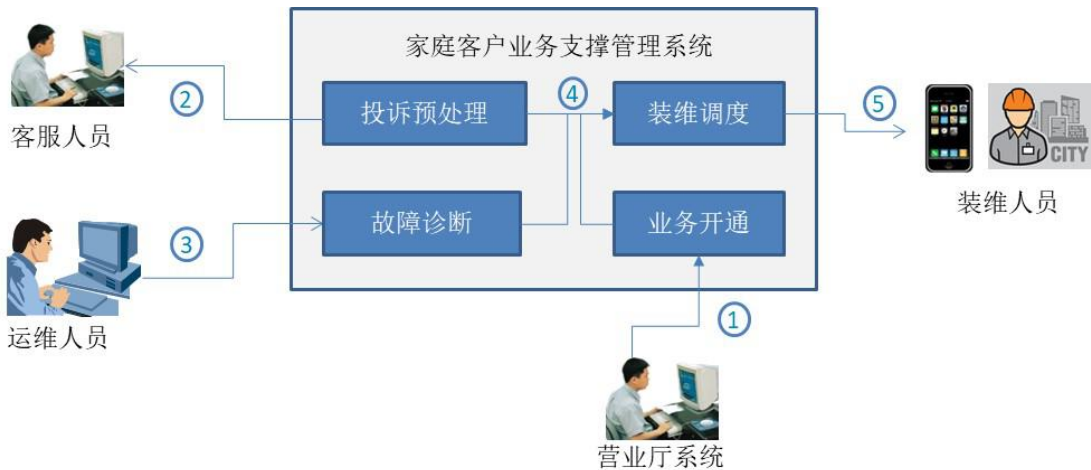 家庭客户业务支撑管理系统
②
投诉预处理
④
装维调度
⑤
客服人员
CITY
装维人员
③
故障诊断
业务开通
运维人员
①
营业厅系统